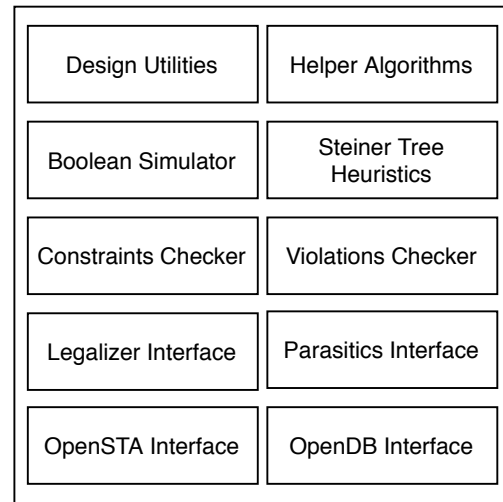 Design Utilities
Helper Algorithms
Boolean Simulator
Steiner Tree
Heuristics
Constraints Checker
Violations Checker
Legalizer Interface
Parasitics Interface
OpenSTA Interface
OpenDB Interface